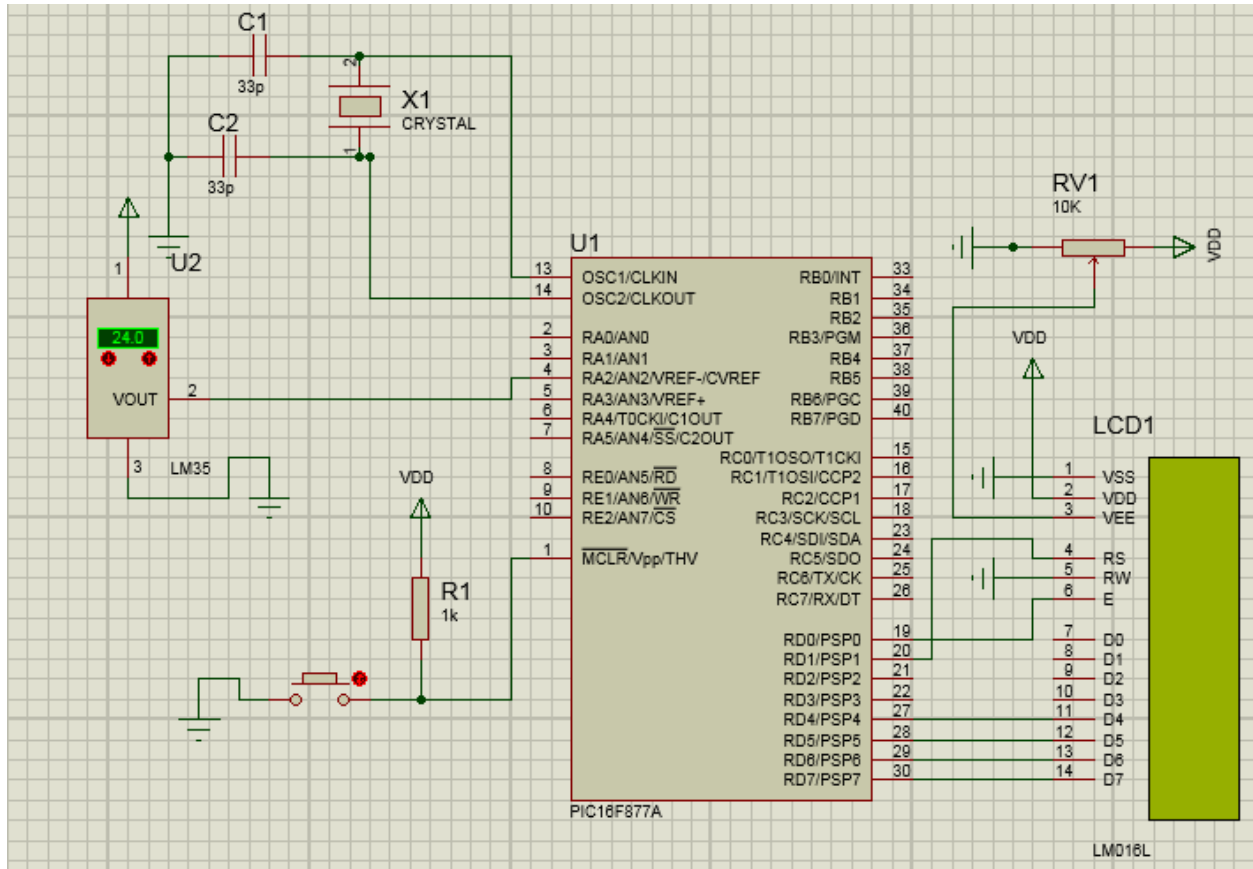 C1
33p
2
X1
CRYSTAL
1
C2
33p
RV1
10K
VDD
U2
1
24.0
VOUT
2
3
LM35
U1
13 OSC1/CLKIN
14 OSC2/CLKOUT
2 RA0/AN0
3 RA1/AN1
4 RA2/AN2/VREF-/CVREF
5 RA3/AN3/VREF+
6 RA4/T0CKI/C1OUT
7 RA5/AN4/SS/C2OUT
8 RE0/AN5/RD
9 RE1/AN6/WR
10 RE2/AN7/CS
1 MCLR/Vpp/THV
RB0/INT 33
RB1 34
RB2 35
RB3/PGM 36
RB4 37
RB5 38
RB6/PGC 39
RB7/PGD 40
RC0/T1OSO/T1CKI 15
RC1/T1OSI/CCP2 16
RC2/CCP1 17
RC3/SCK/SCL 18
RC4/SDI/SDA 23
RC5/SDO 24
RC6/TX/CK 25
RC7/RX/DT 26
RD0/PSP0 19
RD1/PSP1 20
RD2/PSP2 21
RD3/PSP3 22
RD4/PSP4 27
RD5/PSP5 28
RD6/PSP6 29
RD7/PSP7 30
PIC16F877A
VDD
R1
1k
VDD
LCD1
1 VSS
2 VDD
3 VEE
4 RS
5 RW
6 E
7 D0
8 D1
9 D2
10 D3
11 D4
12 D5
13 D6
14 D7
LM016L